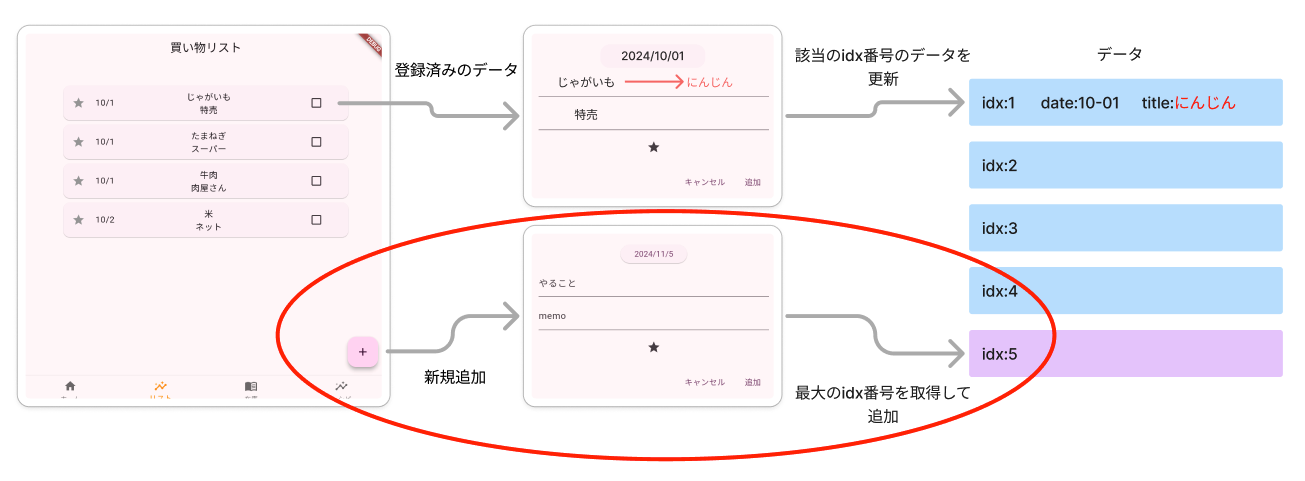 買い物リスト
DEBUG
10/1
じゃがいも
特売
10/1
たまねぎ
スーパー
10/1
牛肉
肉屋さん
10/2
米
ネット
+
リスト
登録済みのデータ
新規追加
2024/10/01
じゃがいも にんじん
特売
キャンセル 追加
2024/11/5
やること
memo
キャンセル 追加
該当のidx番号のデータを
更新
最大のidx番号を取得して
追加
データ
idx:1 date:10-01 title:にんじん
idx:2
idx:3
idx:4
idx:5